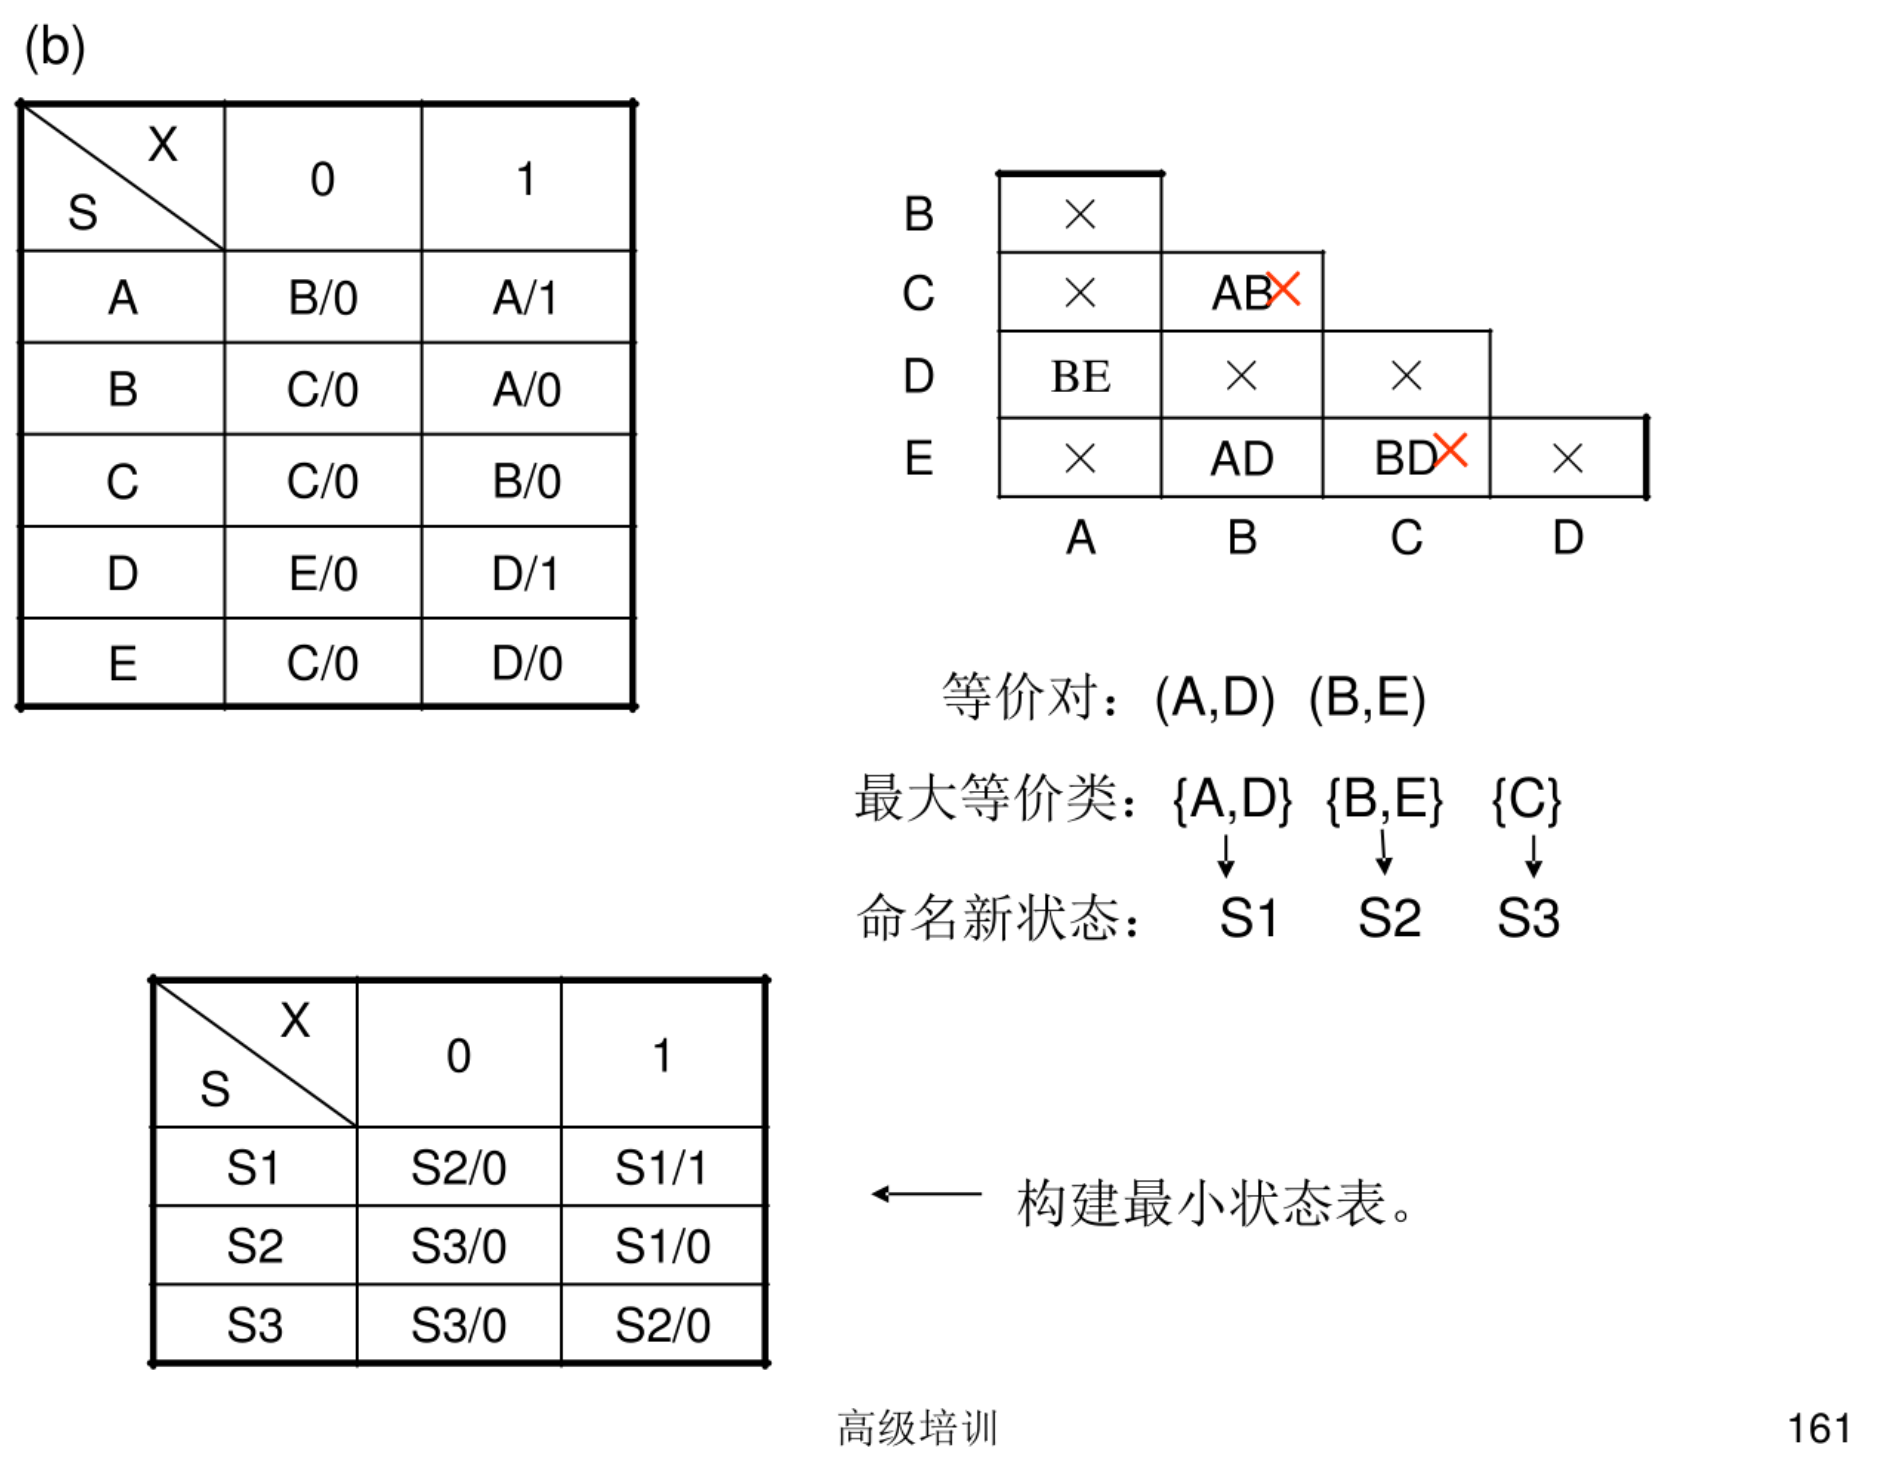 (b)
X
S
0 1
A B/0 A/1
B C/0 A/0
C C/0 B/0
D E/0 D/1
E C/0 D/0
B ×
C × AB×
D BE × ×
E × AD BD× ×
A B C D
等价对：(A,D) (B,E)
最大等价类：{A,D} {B,E} {C}
命名新状态： S1 S2 S3
X
S
0 1
S1 S2/0 S1/1
S2 S3/0 S1/0
S3 S3/0 S2/0
构建最小状态表。
高级培训
161